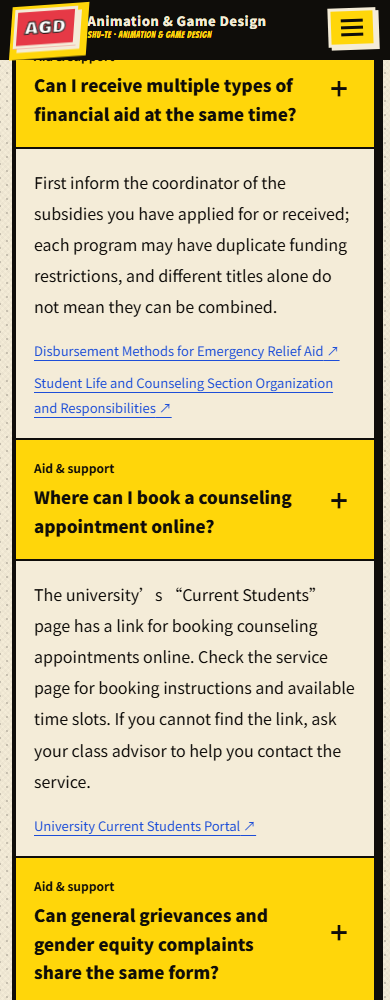 AGD
Animation & Game Design
SHU-TE · ANIMATION & GAME DESIGN
Aid & support
Can I receive multiple types of
financial aid at the same time?
+
First inform the coordinator of the
subsidies you have applied for or received;
each program may have duplicate funding
restrictions, and different titles alone do
not mean they can be combined.
Disbursement Methods for Emergency Relief Aid ↗
Student Life and Counseling Section Organization
and Responsibilities ↗
Aid & support
Where can I book a counseling
appointment online?
+
The university’s “Current Students”
page has a link for booking counseling
appointments online. Check the service
page for booking instructions and available
time slots. If you cannot find the link, ask
your class advisor to help you contact the
service.
University Current Students Portal ↗
Aid & support
Can general grievances and
gender equity complaints
share the same form?
+